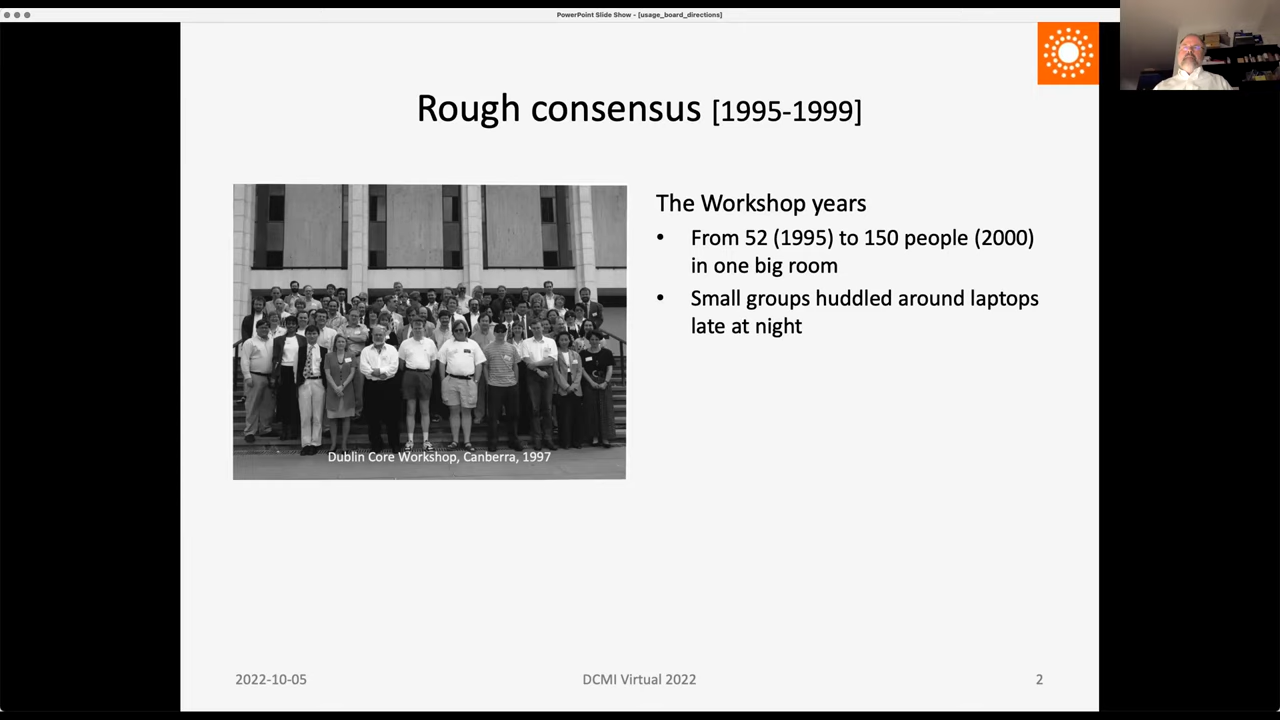 PowerPoint Slide Show - [usage_board_directions]
Rough consensus [1995-1999]
The Workshop years
• From 52 (1995) to 150 people (2000)
in one big room
• Small groups huddled around laptops
late at night
Dublin Core Workshop, Canberra, 1997
2022-10-05
DCMI Virtual 2022
2